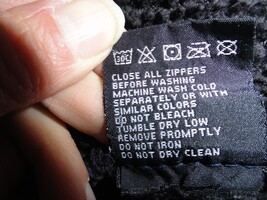 30
CLOSE ALL ZIPPERS
BEFORE WASHING
MACHINE WASH COLD
SEPARATELY OR WITH
SIMILAR COLORS
DO NOT BLEACH
TUMBLE DRY LOW
REMOVE PROMPTLY
DO NOT IRON
DO NOT DRY CLEAN